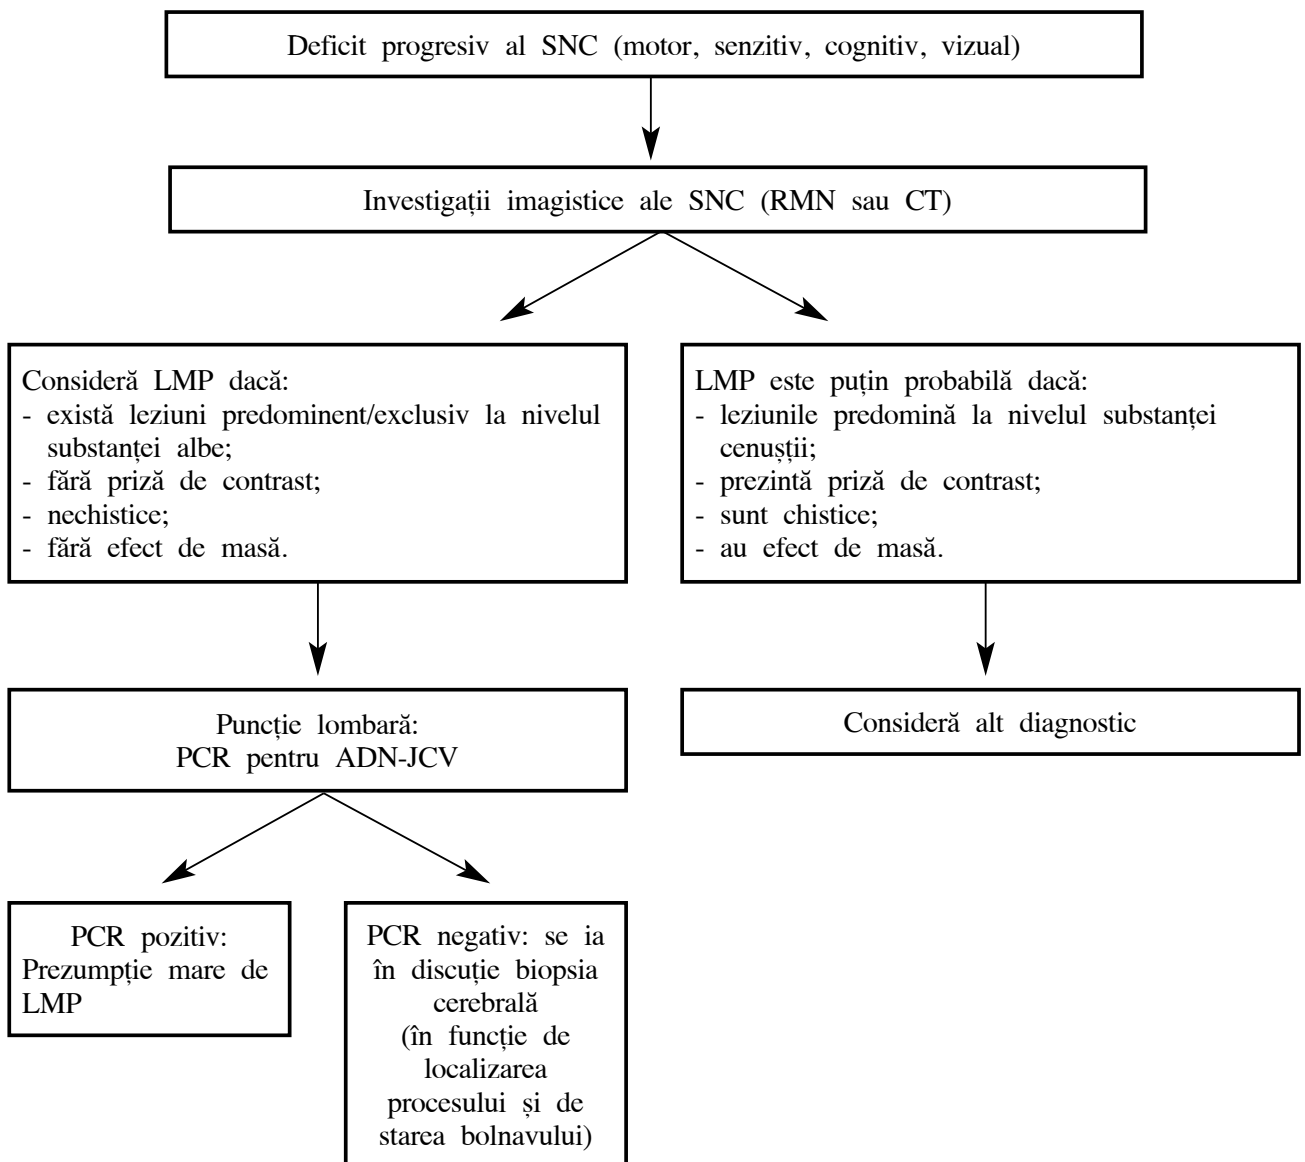 Deficit progresiv al SNC (motor, senzitiv, cognitiv, vizual)
Investigații imagistice ale SNC (RMN sau CT)
Consideră LMP dacă:
- există leziuni predominent/exclusiv la nivelul
substanței albe;
- fără priză de contrast;
- nechistice;
- fără efect de masă.
LMP este puțin probabilă dacă:
- leziunile predomină la nivelul substanței
cenușții;
- prezintă priză de contrast;
- sunt chistice;
- au efect de masă.
Puncție lombară:
PCR pentru ADN-JCV
Consideră alt diagnostic
PCR pozitiv:
Prezumpție mare de
LMP
PCR negativ: se ia
în discuție biopsia
cerebrală
(în funcție de
localizarea
procesului și de
starea bolnavului)